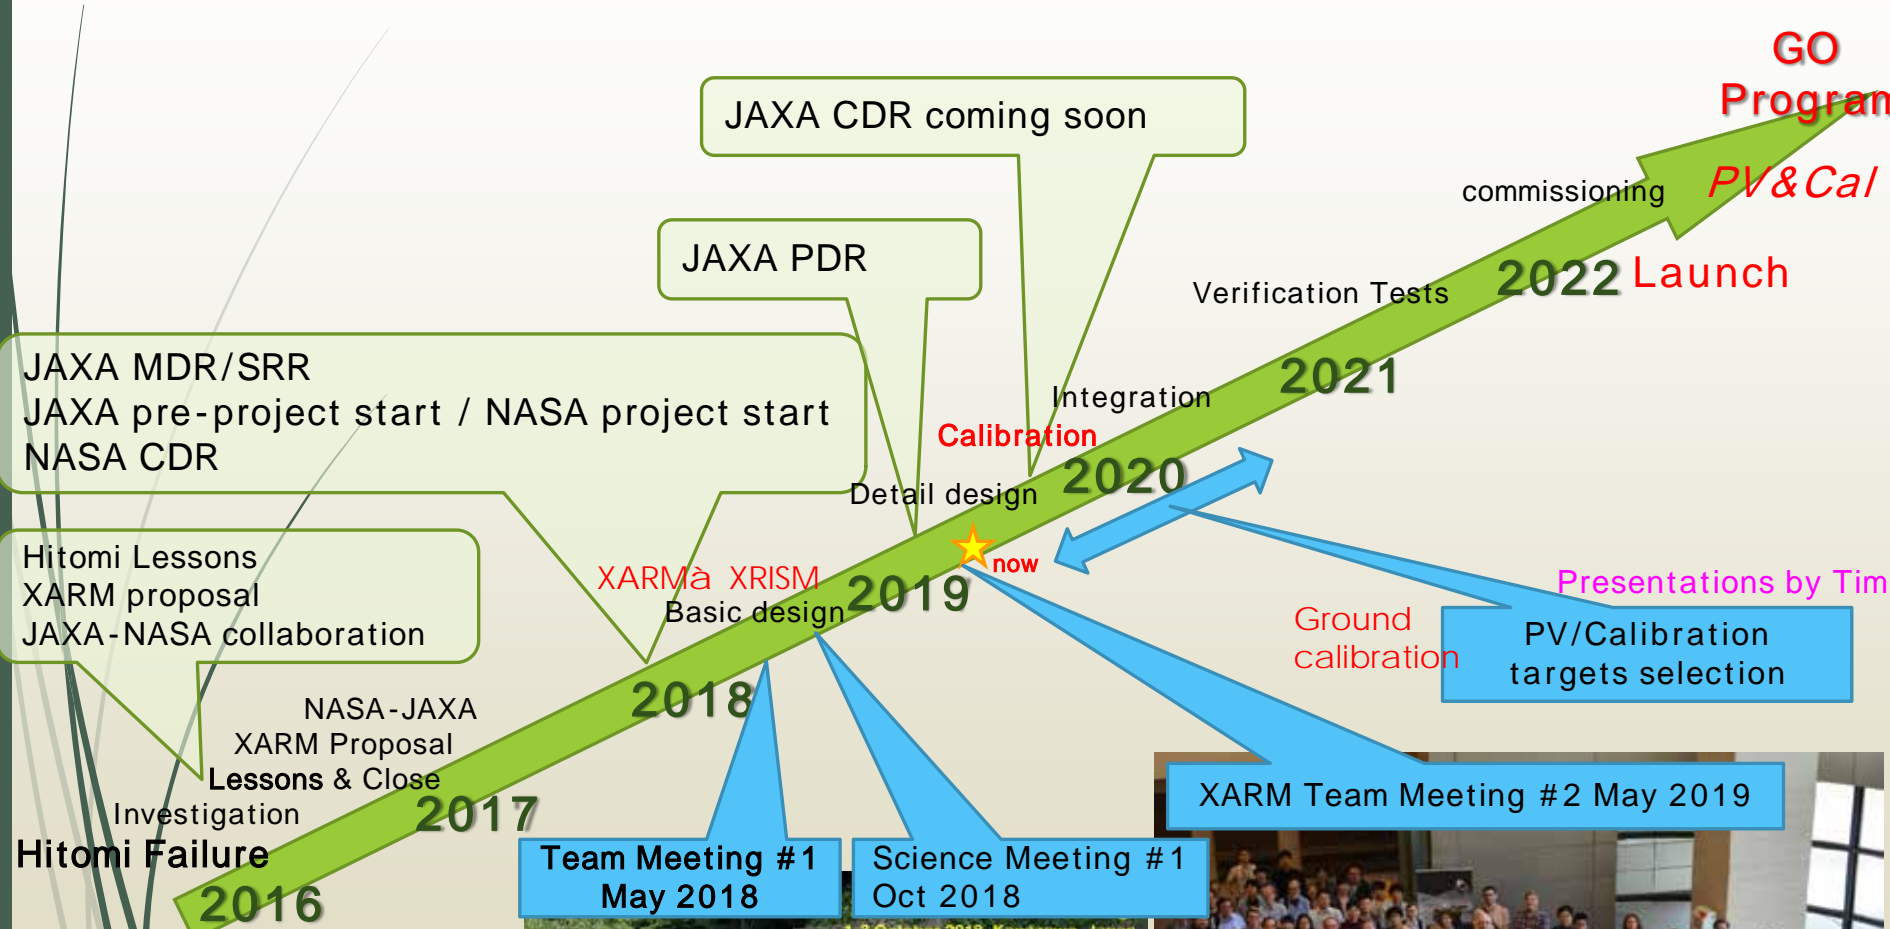 GO
Program
JAXA CDR coming soon
commissioning
PV&Cal
JAXA PDR
Verification Tests
2022 Launch
JAXA MDR/SRR
JAXA pre-project start / NASA project start
NASA CDR
2021
Integration
Calibration
2020
Detail design
Hitomi Lessons
XARM proposal
JAXA-NASA collaboration
now
XARMà XRISM
Basic design
2019
Presentations by Tim
Ground
calibration
PV/Calibration
targets selection
2018
NASA-JAXA
XARM Proposal
Lessons & Close
Investigation
2017
Hitomi Failure
2016
XARM Team Meeting #2 May 2019
Team Meeting #1
May 2018
Science Meeting #1
Oct 2018